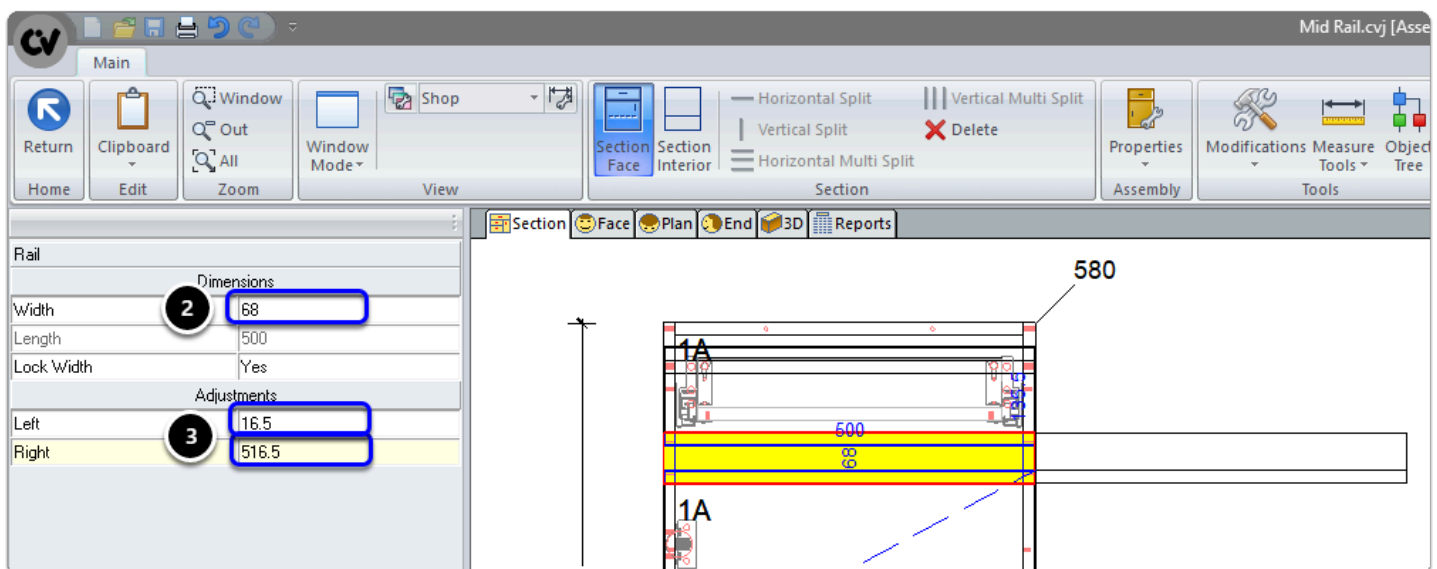 CV
Mid Rail.cvj [Asse
Main
Return
Home
Clipboard
Edit
Window
Out
All
Zoom
Window
Mode
Shop
View
Section
Face
Section
Interior
Horizontal Split
Vertical Split
Horizontal Multi Split
Vertical Multi Split
Delete
Section
Properties
Assembly
Modifications
Measure
Tools
Object
Tree
Tools
Section
Face
Plan
End
3D
Reports
Rail
Dimensions
Width
2
68
Length
500
Lock Width
Yes
Adjustments
Left
16.5
3
Right
516.5
580
1A
500
68
1A